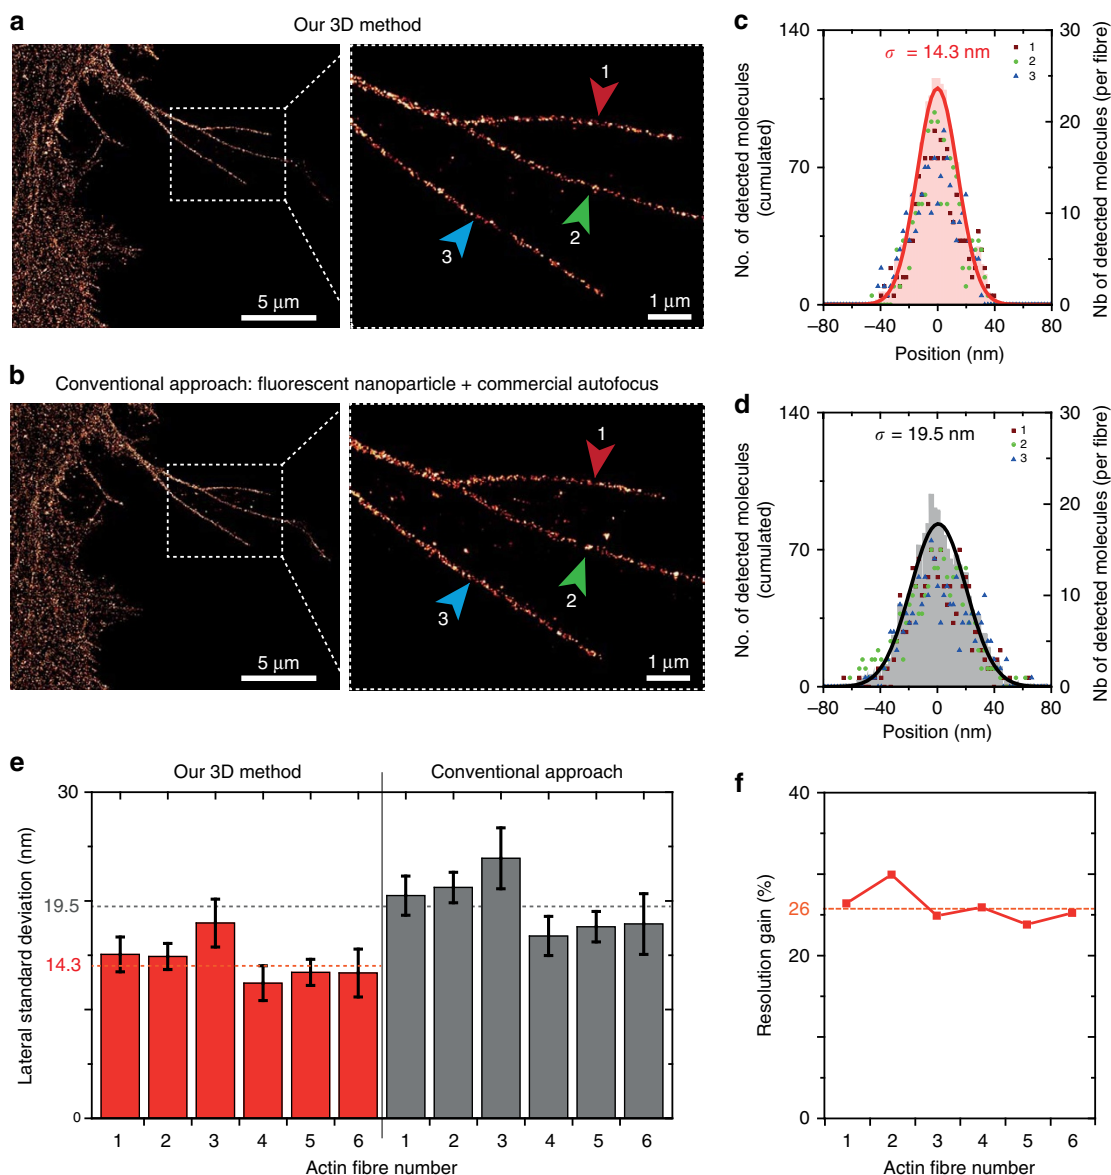 a
Our 3D method
5 μm
1
2
3
1 μm
b
Conventional approach: fluorescent nanoparticle + commercial autofocus
5 μm
1
2
3
1 μm
c
σ = 14.3 nm
1
2
3
140
70
0
No. of detected molecules
(cumulated)
30
20
10
0
Nb of detected molecules (per fibre)
–80 –40 0 40 80
Position (nm)
d
σ = 19.5 nm
1
2
3
140
70
0
No. of detected molecules
(cumulated)
30
20
10
0
Nb of detected molecules (per fibre)
–80 –40 0 40 80
Position (nm)
e
Our 3D method
Conventional approach
30
19.5
14.3
0
Lateral standard deviation (nm)
1 2 3 4 5 6 1 2 3 4 5 6
Actin fibre number
f
40
26
20
0
Resolution gain (%)
1 2 3 4 5 6
Actin fibre number